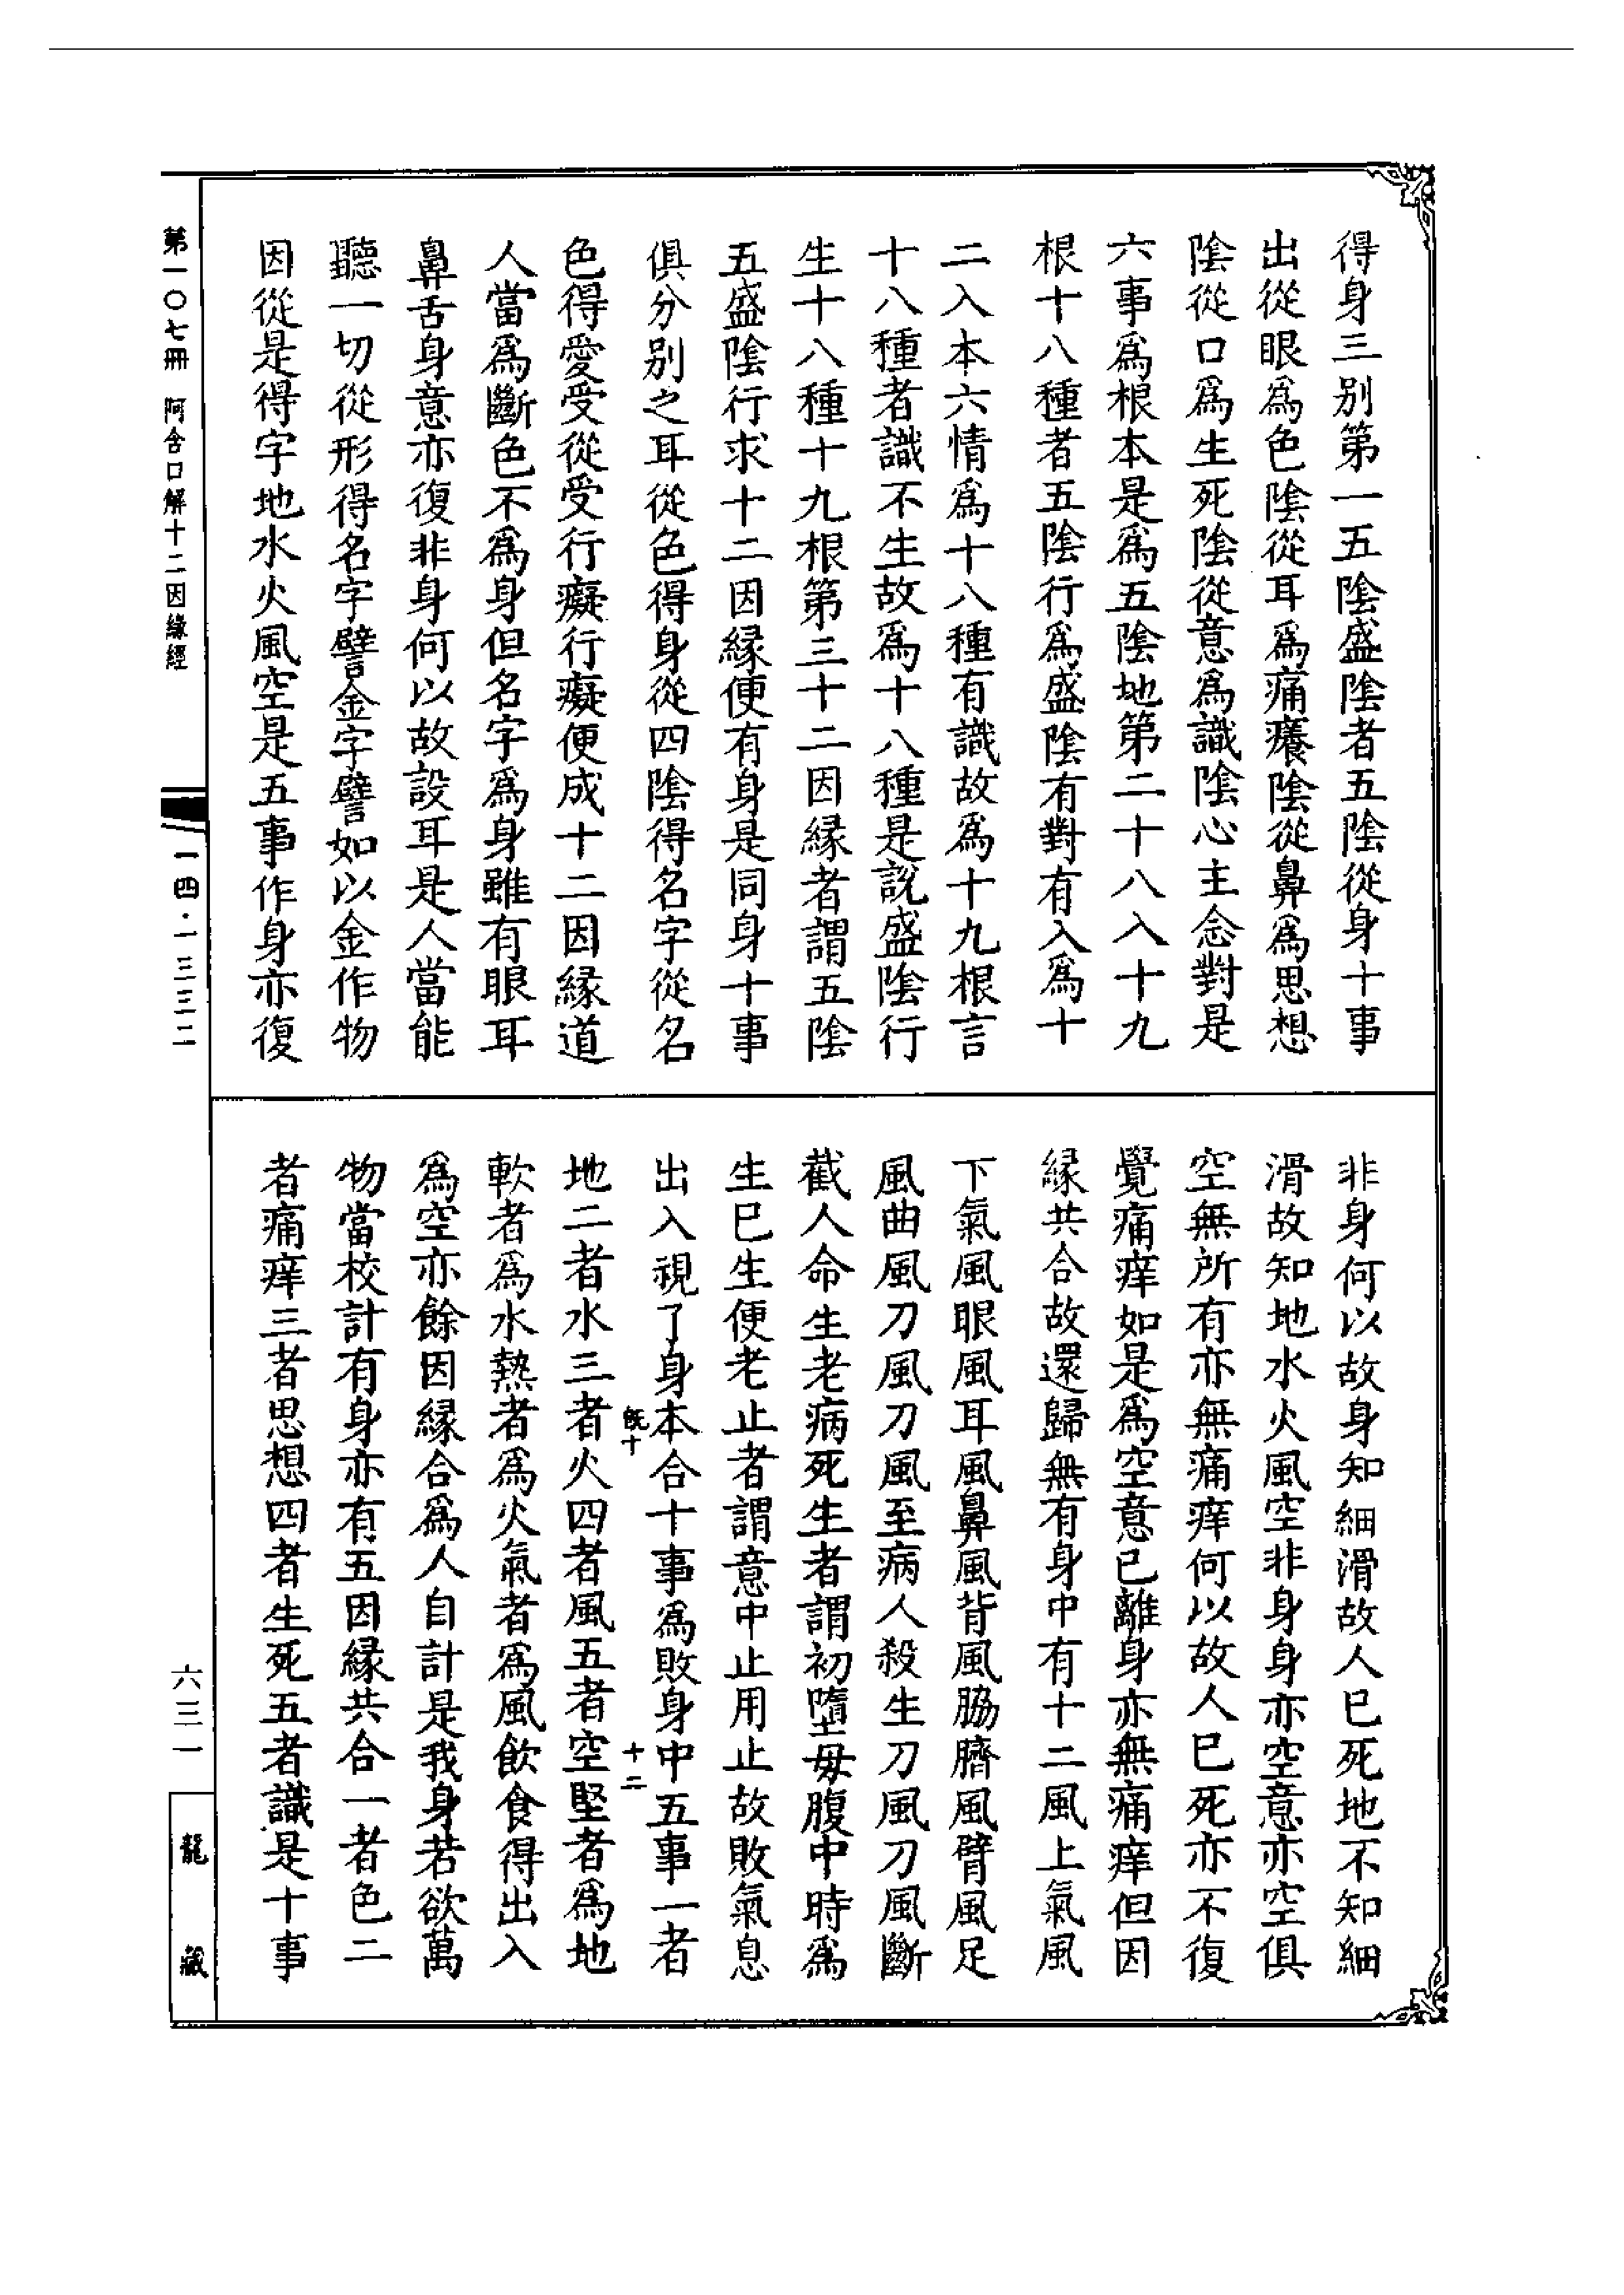 得身三別第一五陰盛陰者五陰從身十事
出從眼爲色陰從耳爲痛癢陰從鼻爲思想
陰從口爲生死陰從意爲識陰心主念對是
六事爲根本是爲五陰地第二十八入十九
根十八種者五陰行爲盛陰有對有入爲十
二入本六情爲十八種有識故爲十九根言
十八種者識不生故爲十八種是說盛陰行
生十八種十九根第三十二因緣者謂五陰
五盛陰行求十二因緣便有身是同身十事
俱分別之耳從色得身從四陰得名字從名
色得愛受從受行癡行癡便成十二因緣道
人當爲斷色不爲身但名字爲身雖有眼耳
鼻舌身意亦復非身何以故設耳是人當能
聽一切從形得名字譬金字譬如以金作物
因從是得字地水火風空是五事作身亦復
非身何以故身知細滑故人已死地不知細
滑故知地水火風空非身身亦空意亦空俱
空無所有亦無痛痒何以故人已死亦不復
覺痛痒如是爲空意已離身亦無痛痒但因
緣共合故還歸無有身中有十二風上氣風
下氣風眼風耳風鼻風背風脇臍風臂風足
風曲風刀風刀風至病人殺生刀風刀風斷
截人命生老病死生者謂初墮母腹中時爲
生已生便老止者謂意中止用止故敗氣息
出入視了身本合十事爲敗身中五事一者
既十
十二
地二者水三者火四者風五者空堅者爲地
軟者爲水熱者爲火氣者爲風飲食得出入
爲空亦餘因緣合爲人自計是我身若欲萬
物當校計有身亦有五因緣共合一者色二
者痛痒三者思想四者生死五者識是十事
第一〇七冊 阿含口解十二因緣經
一四·一三三二
六三一
龍藏